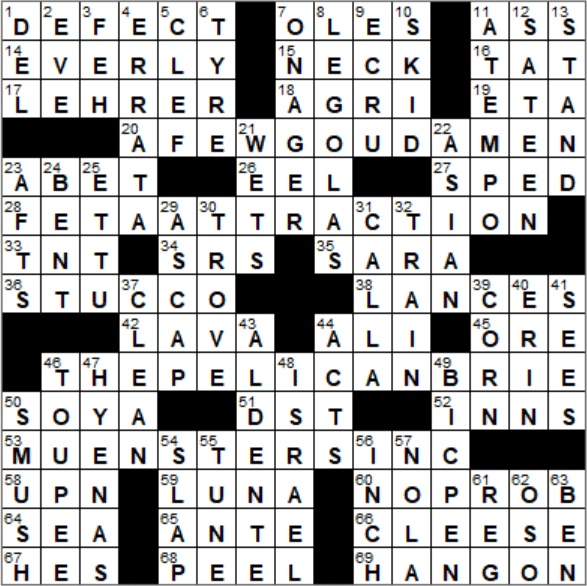 1 2 3 4 5 6 7 8 9 10 11 12 13
D E F E C T O L E S A S S
14 15 16
E V E R L Y N E C K T A T
17 18 19
L E H R E R A G R I E T A
20 21 22
A F E W G O U D A M E N
23 24 25 26 27
A B E T E E L S P E D
28 29 30 31 32
F E T A A T T R A C T I O N
33 34 35
T N T S R S S A R A
36 37 38 39 40 41
S T U C C O L A N C E S
42 43 44 45
L A V A A L I O R E
46 47 48 49
T H E P E L I C A N B R I E
50 51 52
S O Y A D S T I N N S
53 54 55 56 57
M U E N S T E R S I N C
58 59 60 61 62 63
U P N L U N A N O P R O B
64 65 66
S E A A N T E C L E E S E
67 68 69
H E S P E E L H A N G O N